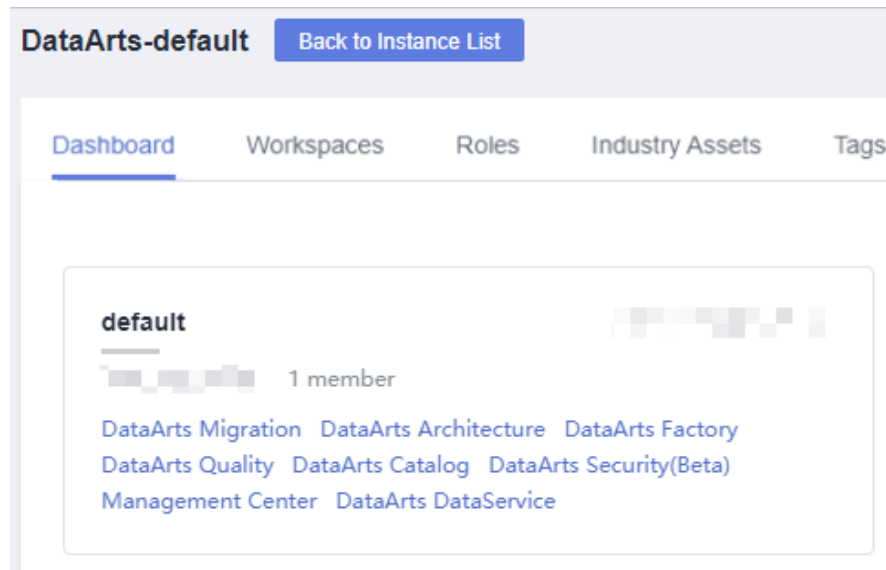 DataArts-default Back to Instance List
Dashboard Workspaces Roles Industry Assets Tags
default
1 member
DataArts Migration DataArts Architecture DataArts Factory
DataArts Quality DataArts Catalog DataArts Security(Beta)
Management Center DataArts DataService